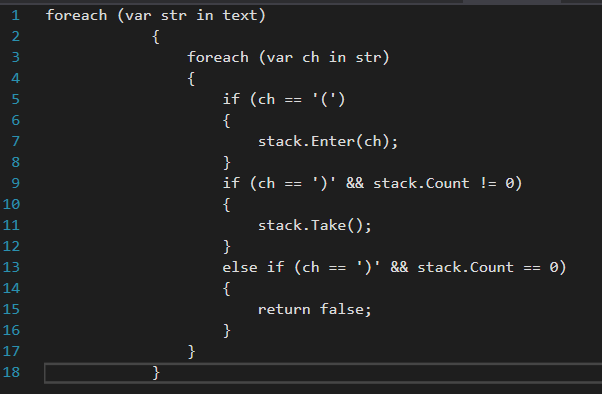 1 foreach (var str in text)
2 {
3 foreach (var ch in str)
4 {
5 if (ch == '(')
6 {
7 stack.Enter(ch);
8 }
9 if (ch == ')' && stack.Count != 0)
10 {
11 stack.Take();
12 }
13 else if (ch == ')' && stack.Count == 0)
14 {
15 return false;
16 }
17 }
18 }